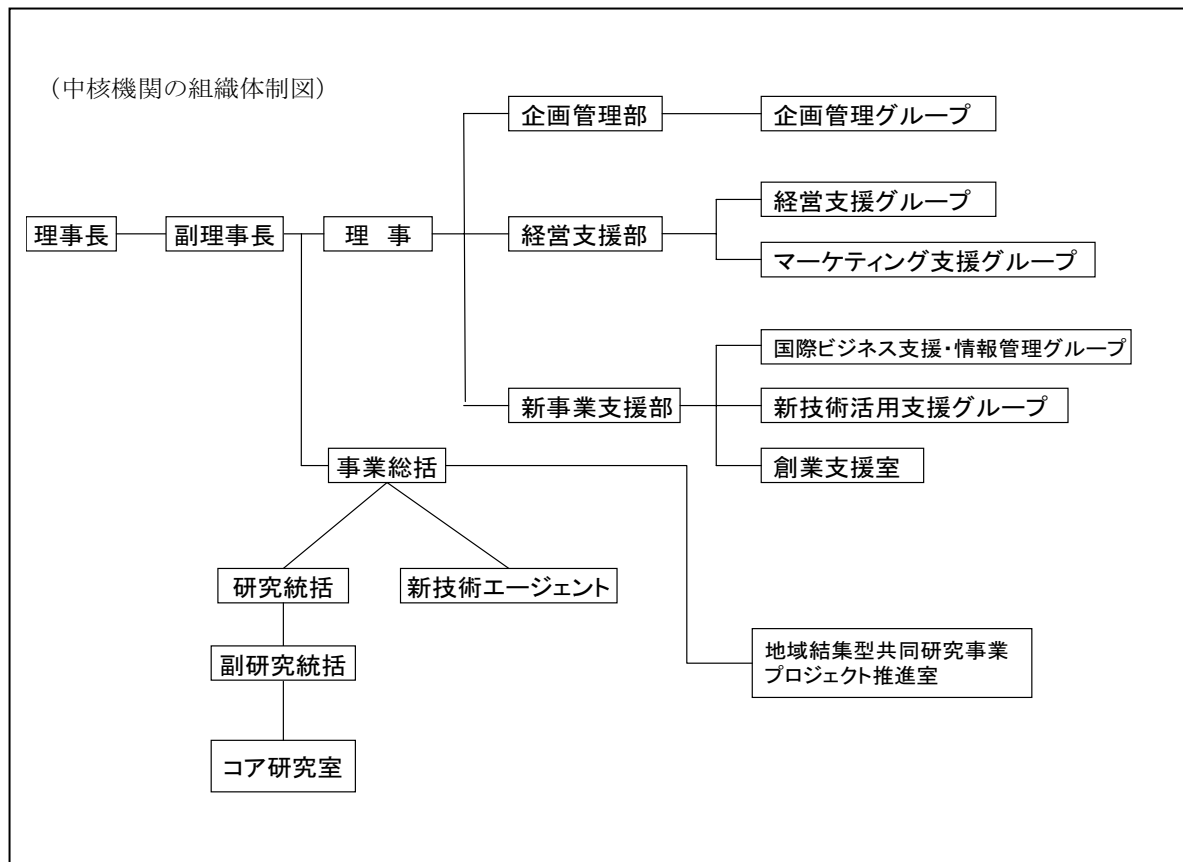 （中核機関の組織体制図）
企画管理部
企画管理グループ
経営支援グループ
理事長
副理事長
理　事
経営支援部
マーケティング支援グループ
国際ビジネス支援・情報管理グループ
新事業支援部
新技術活用支援グループ
事業総括
創業支援室
研究統括
新技術エージェント
副研究統括
地域結集型共同研究事業
プロジェクト推進室
コア研究室